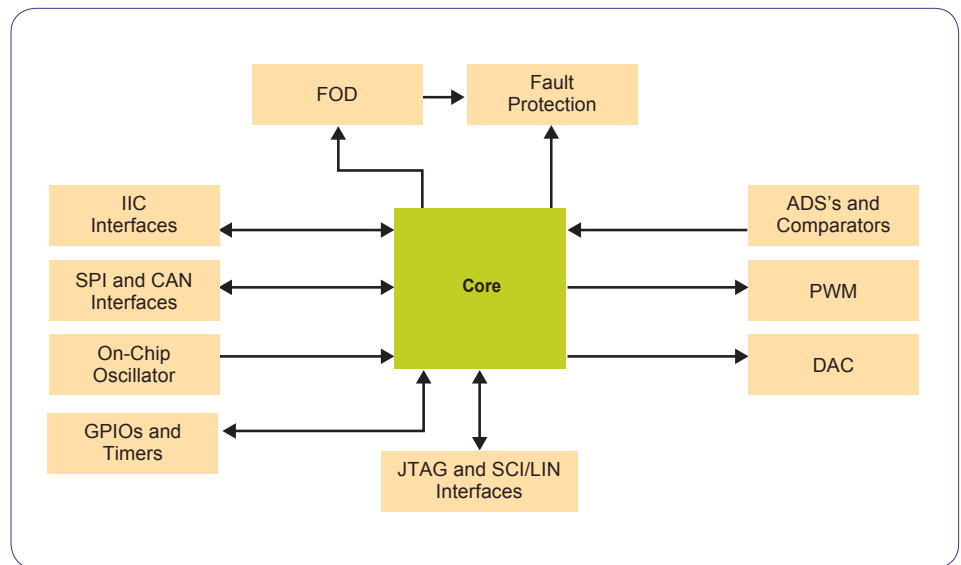 FOD
Fault
Protection
IIC
Interfaces
ADS's and
Comparators
SPI and CAN
Interfaces
Core
PWM
On-Chip
Oscillator
DAC
GPIOs and
Timers
JTAG and SCI/LIN
Interfaces